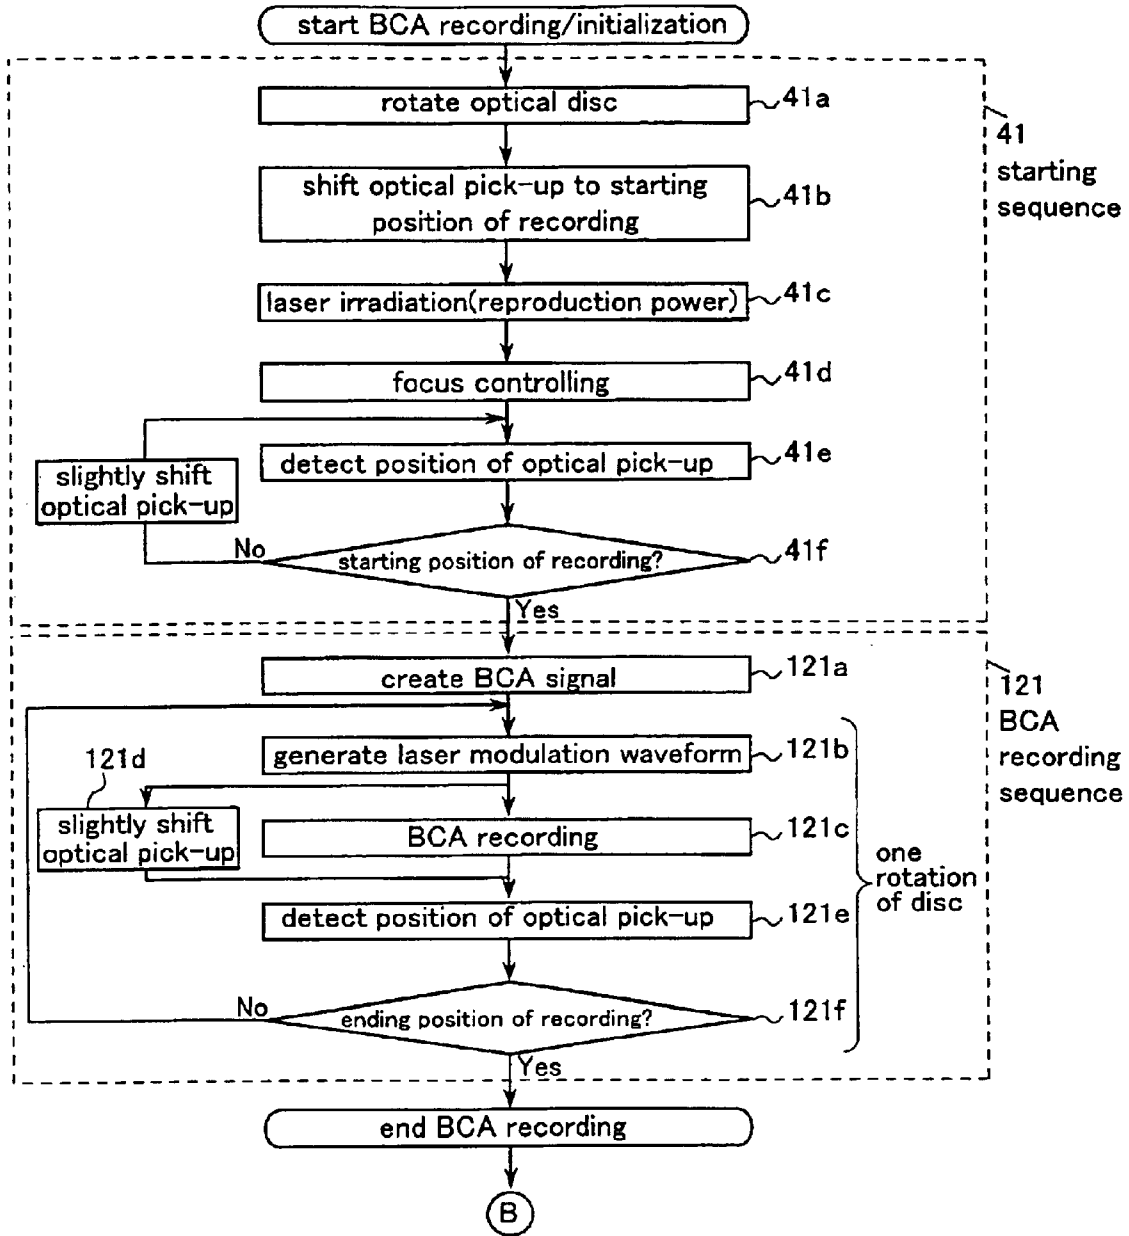 start BCA recording/initialization
rotate optical disc
41a
shift optical pick-up to starting
position of recording
41b
laser irradiation(reproduction power)
41c
focus controlling
41d
detect position of optical pick-up
41e
slightly shift
optical pick-up
No
starting position of recording?
41f
Yes
41
starting
sequence
create BCA signal
121a
generate laser modulation waveform
121b
121d
slightly shift
optical pick-up
BCA recording
121c
detect position of optical pick-up
121e
No
ending position of recording?
121f
Yes
one
rotation
of disc
121
BCA
recording
sequence
end BCA recording
B